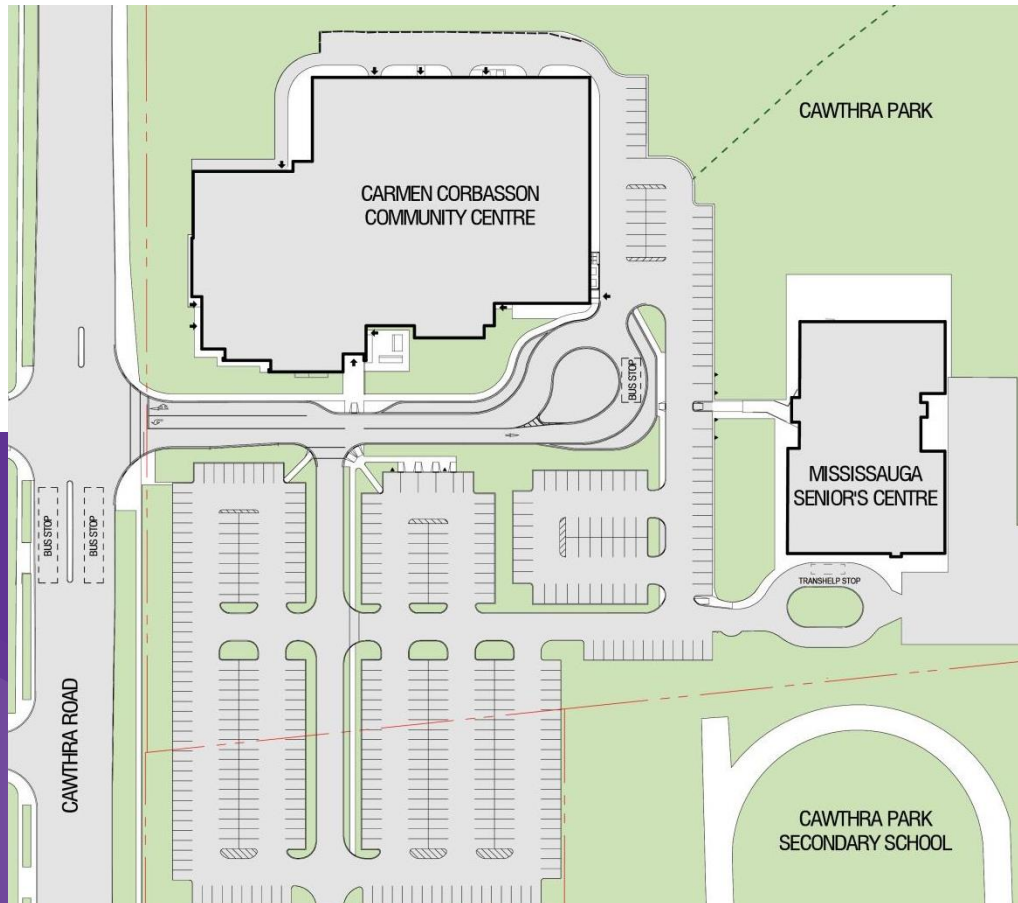 CAWTHRA PARK
CARMEN CORBASSON
COMMUNITY CENTRE
BUS STOP
MISSISSAUGA
SENIOR'S CENTRE
BUS STOP
BUS STOP
TRANSHELP STOP
CAWTHRA ROAD
CAWTHRA PARK
SECONDARY SCHOOL